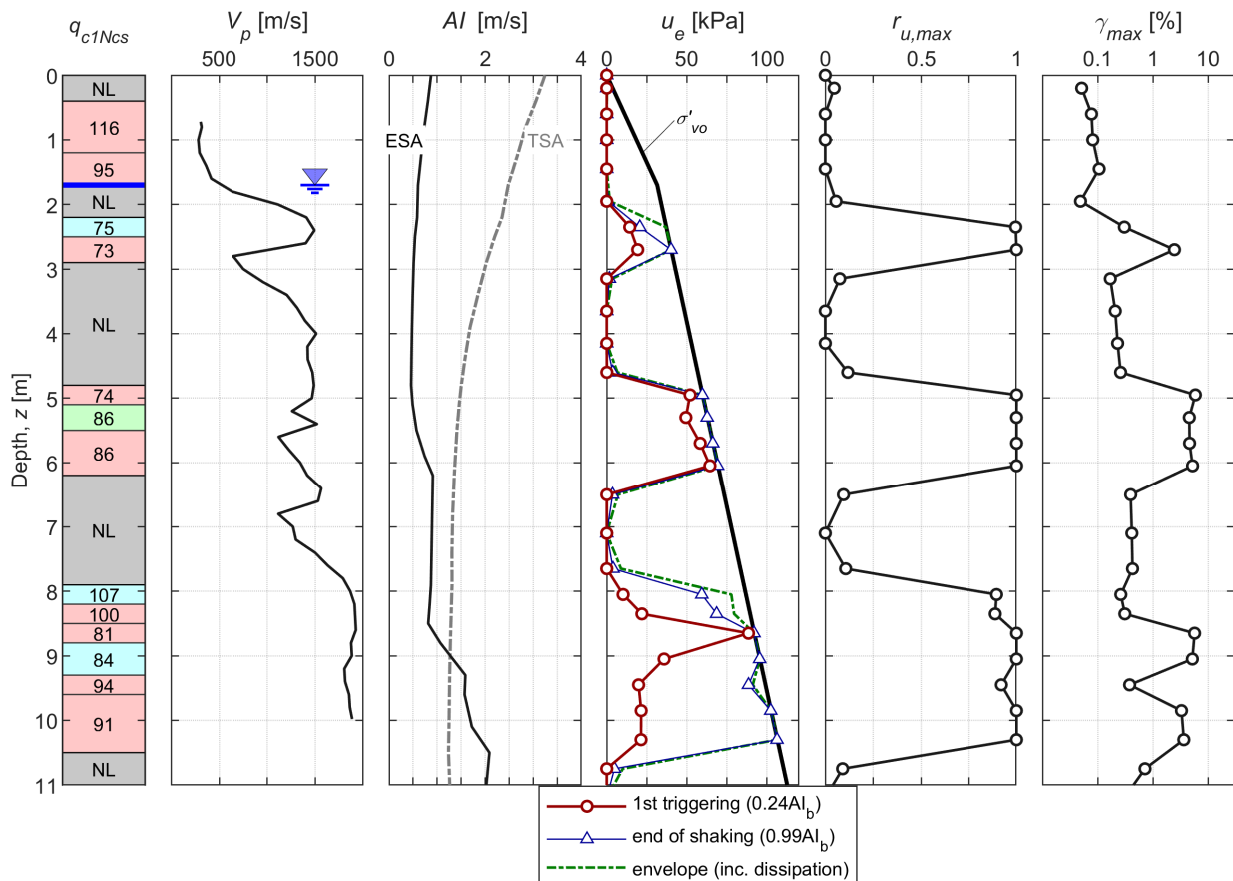 q_c1Ncs
V_p [m/s]
AI [m/s]
u_e [kPa]
r_u,max
γ_max [%]
500 1500
0 2 4
0 50 100
0 0.5 1
0.1 1 10
Depth, z [m]
0
1
2
3
4
5
6
7
8
9
10
11
NL
116
95
NL
75
73
NL
74
86
86
NL
107
100
81
84
94
91
NL
ESA
TSA
σ'_vo
1st triggering (0.24AI_b)
end of shaking (0.99AI_b)
envelope (inc. dissipation)